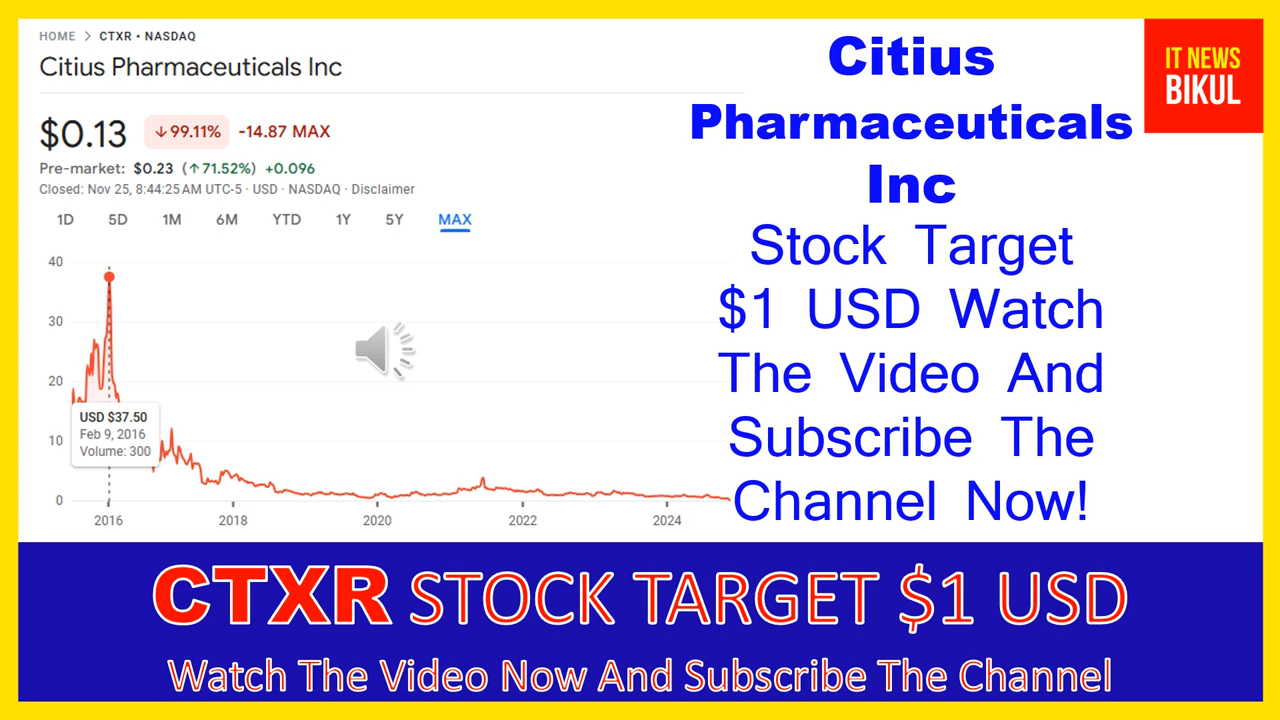 HOME > CTXR • NASDAQ
Citius Pharmaceuticals Inc
$0.13 ↓ 99.11% -14.87 MAX
Pre-market: $0.23 (↑ 71.52%) +0.096
Closed: Nov 25, 8:44:25 AM UTC-5 · USD · NASDAQ · Disclaimer
1D 5D 1M 6M YTD 1Y 5Y MAX
40
30
20
10
0
USD $37.50
Feb 9, 2016
Volume: 300
2016 2018 2020 2022 2024
Citius
Pharmaceuticals
Inc
Stock Target
$1 USD Watch
The Video And
Subscribe The
Channel Now!
IT NEWS
BIKUL
CTXR STOCK TARGET $1 USD
Watch The Video Now And Subscribe The Channel